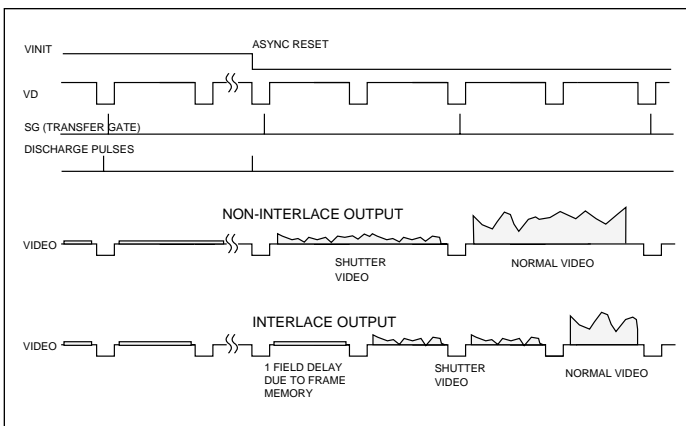 VINIT
ASYNC RESET
VD
SG (TRANSFER GATE)
DISCHARGE PULSES
NON-INTERLACE OUTPUT
VIDEO
SHUTTER
VIDEO
NORMAL VIDEO
INTERLACE OUTPUT
VIDEO
1 FIELD DELAY
DUE TO FRAME
MEMORY
SHUTTER
VIDEO
NORMAL VIDEO